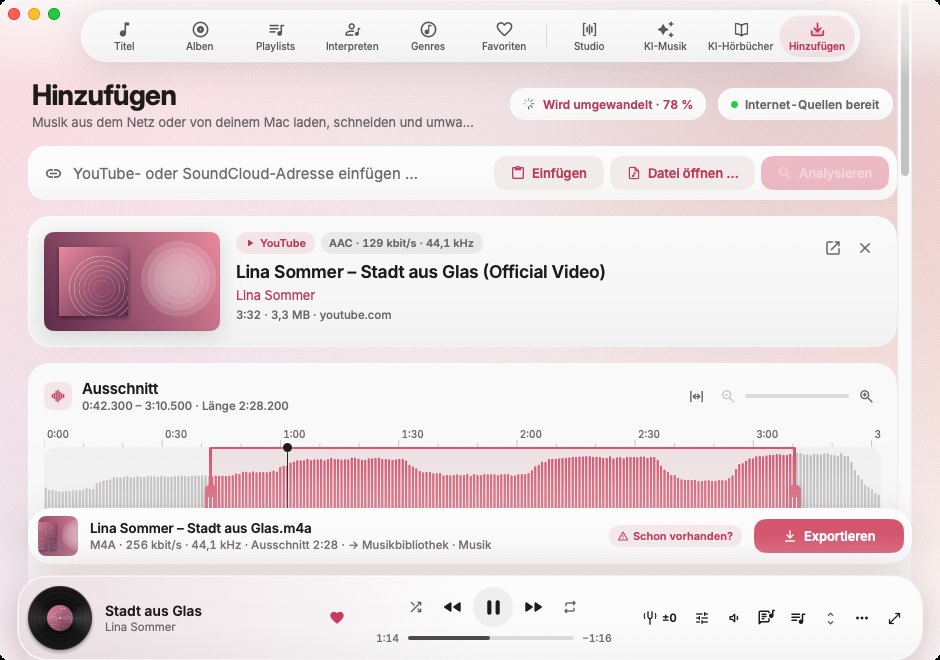 Titel
Alben
Playlists
Interpreten
Genres
Favoriten
Studio
KI-Musik
KI-Hörbücher
Hinzufügen
Hinzufügen
Musik aus dem Netz oder von deinem Mac laden, schneiden und umwa...
Wird umgewandelt · 78 %
Internet-Quellen bereit
YouTube- oder SoundCloud-Adresse einfügen ...
Einfügen
Datei öffnen ...
Analysieren
YouTube
AAC · 129 kbit/s · 44,1 kHz
Lina Sommer – Stadt aus Glas (Official Video)
Lina Sommer
3:32 · 3,3 MB · youtube.com
Ausschnitt
0:42.300 – 3:10.500 · Länge 2:28.200
0:00 0:30 1:00 1:30 2:00 2:30 3:00 3
Lina Sommer – Stadt aus Glas.m4a
M4A · 256 kbit/s · 44,1 kHz · Ausschnitt 2:28 · → Musikbibliothek · Musik
Schon vorhanden?
Exportieren
Stadt aus Glas
Lina Sommer
±0
1:14
−1:16